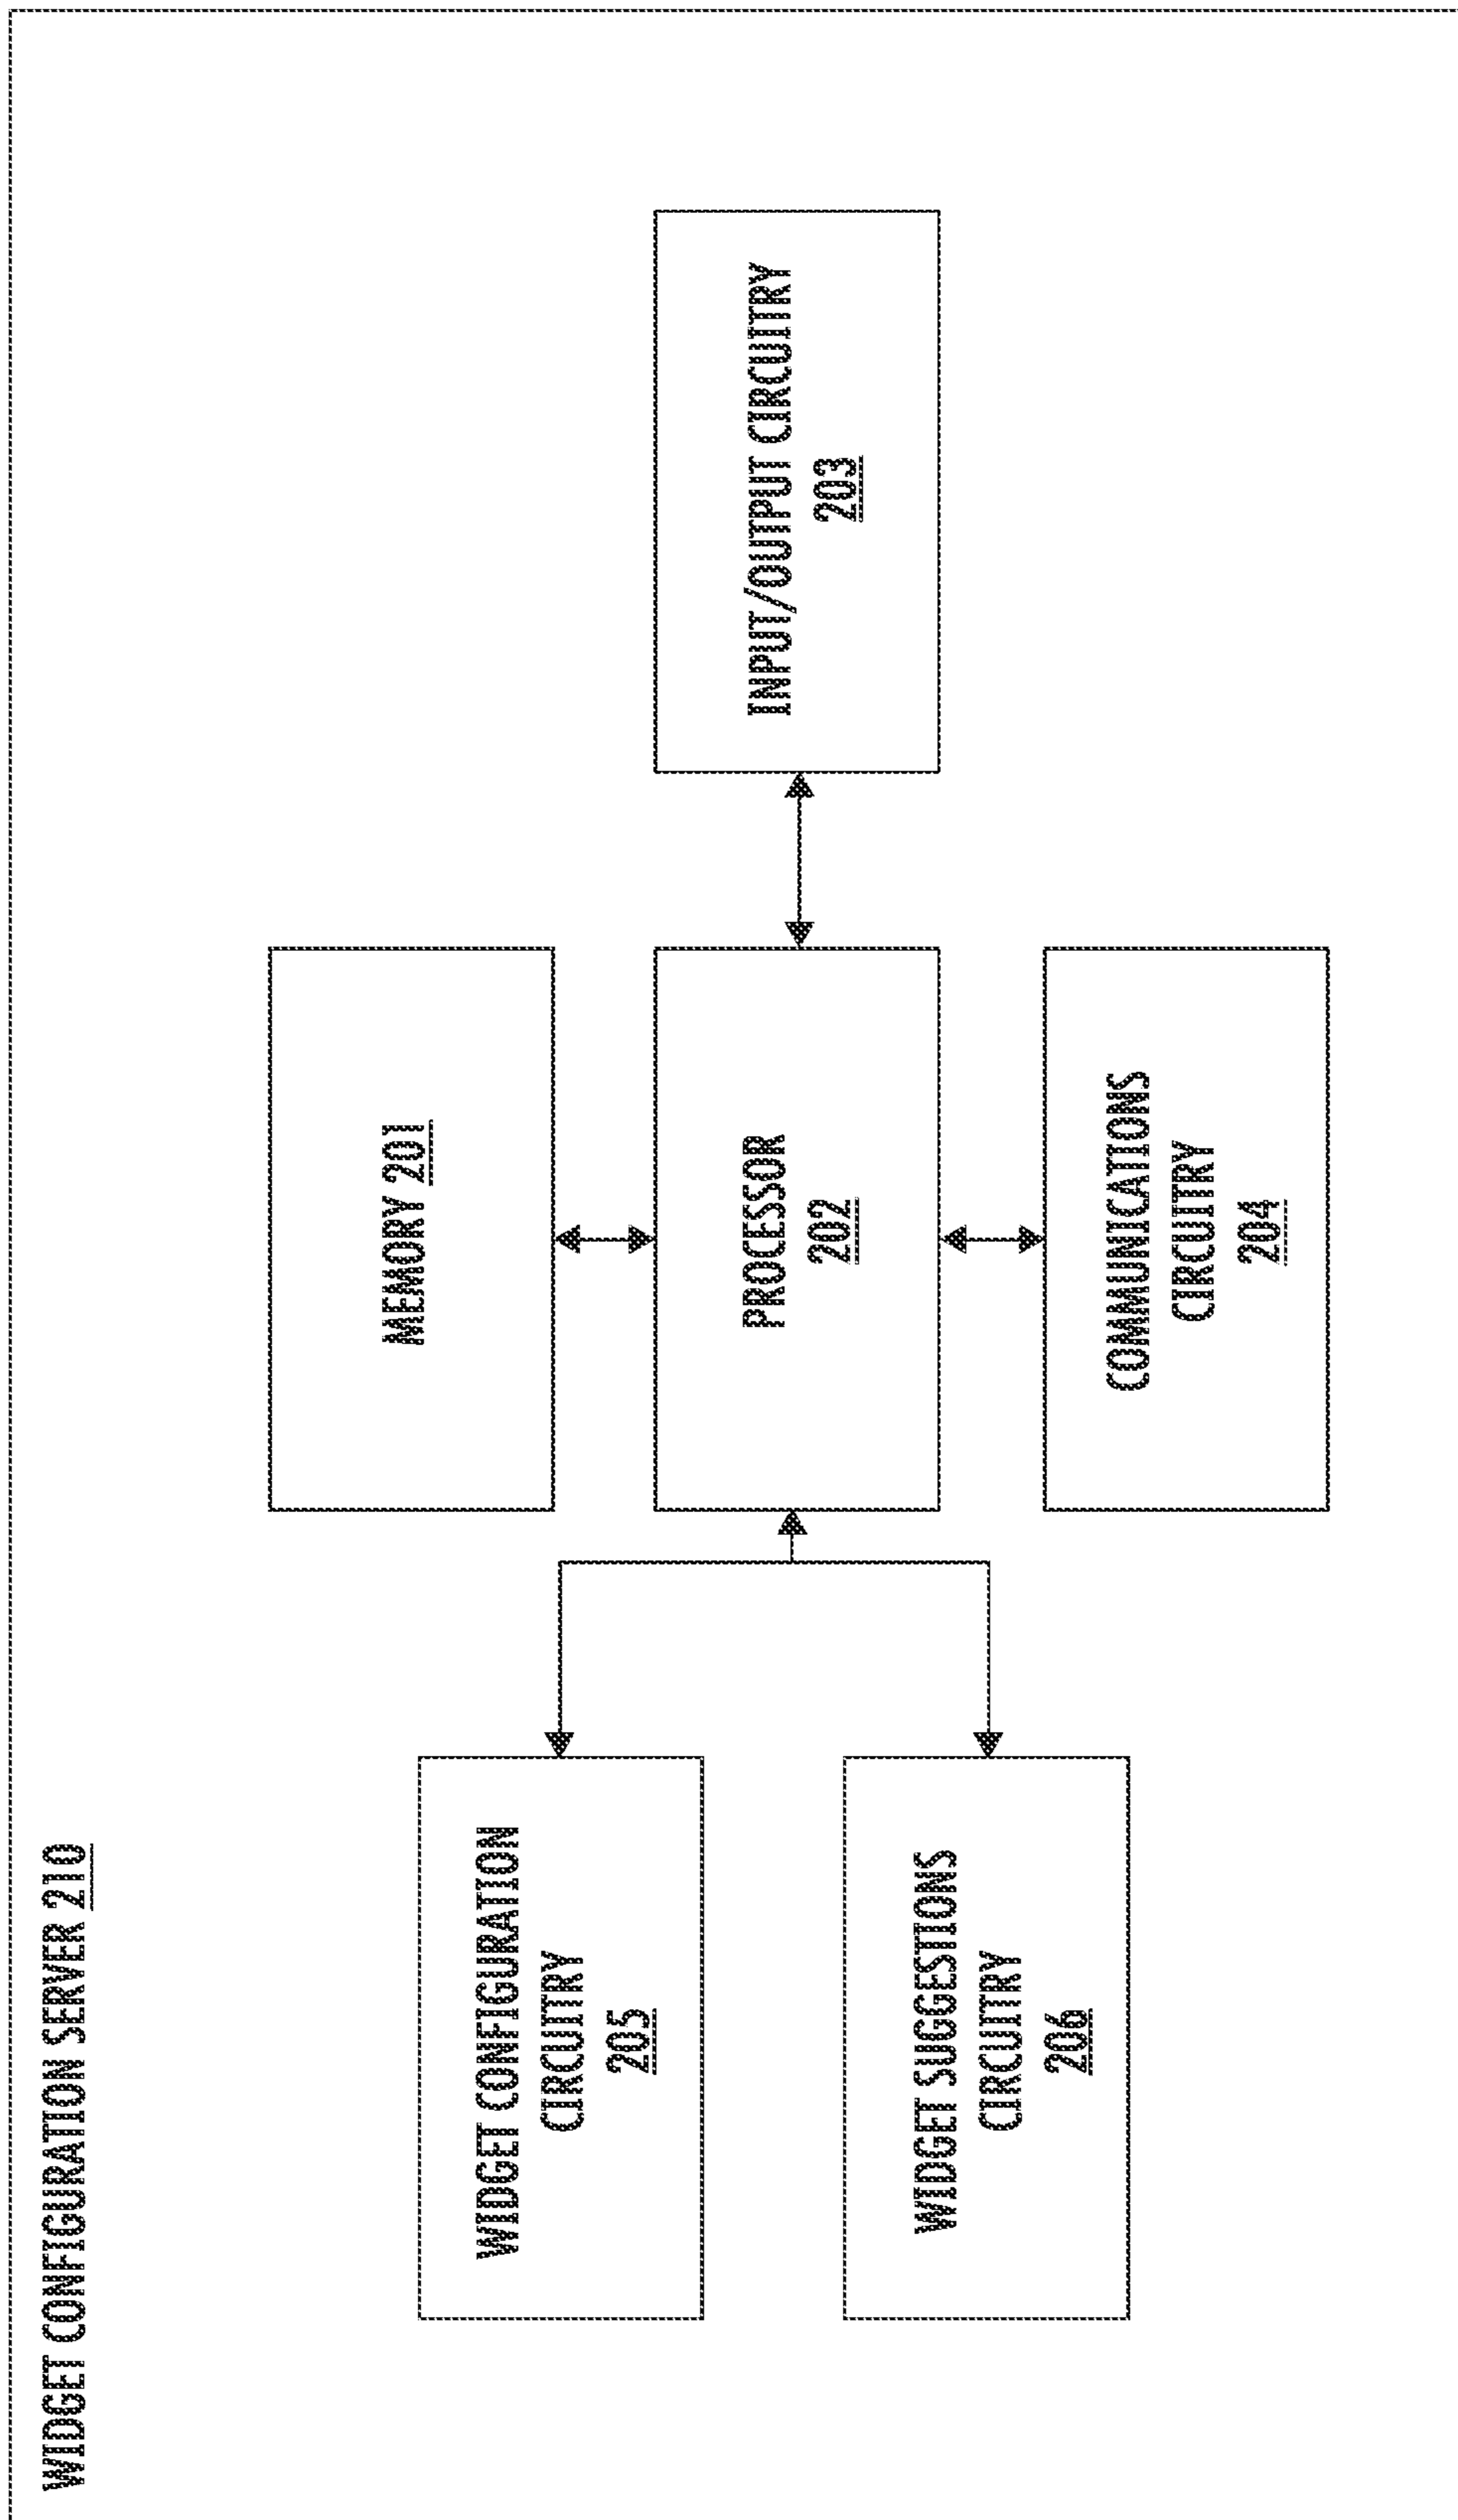 WIDGET CONFIGURATION SERVER 210
MEMORY 201
WIDGET CONFIGURATION
CIRCUITRY
205
PROCESSOR
202
INPUT/OUTPUT CIRCUITRY
203
WIDGET SUGGESTIONS
CIRCUITRY
206
COMMUNICATIONS
CIRCUITRY
204